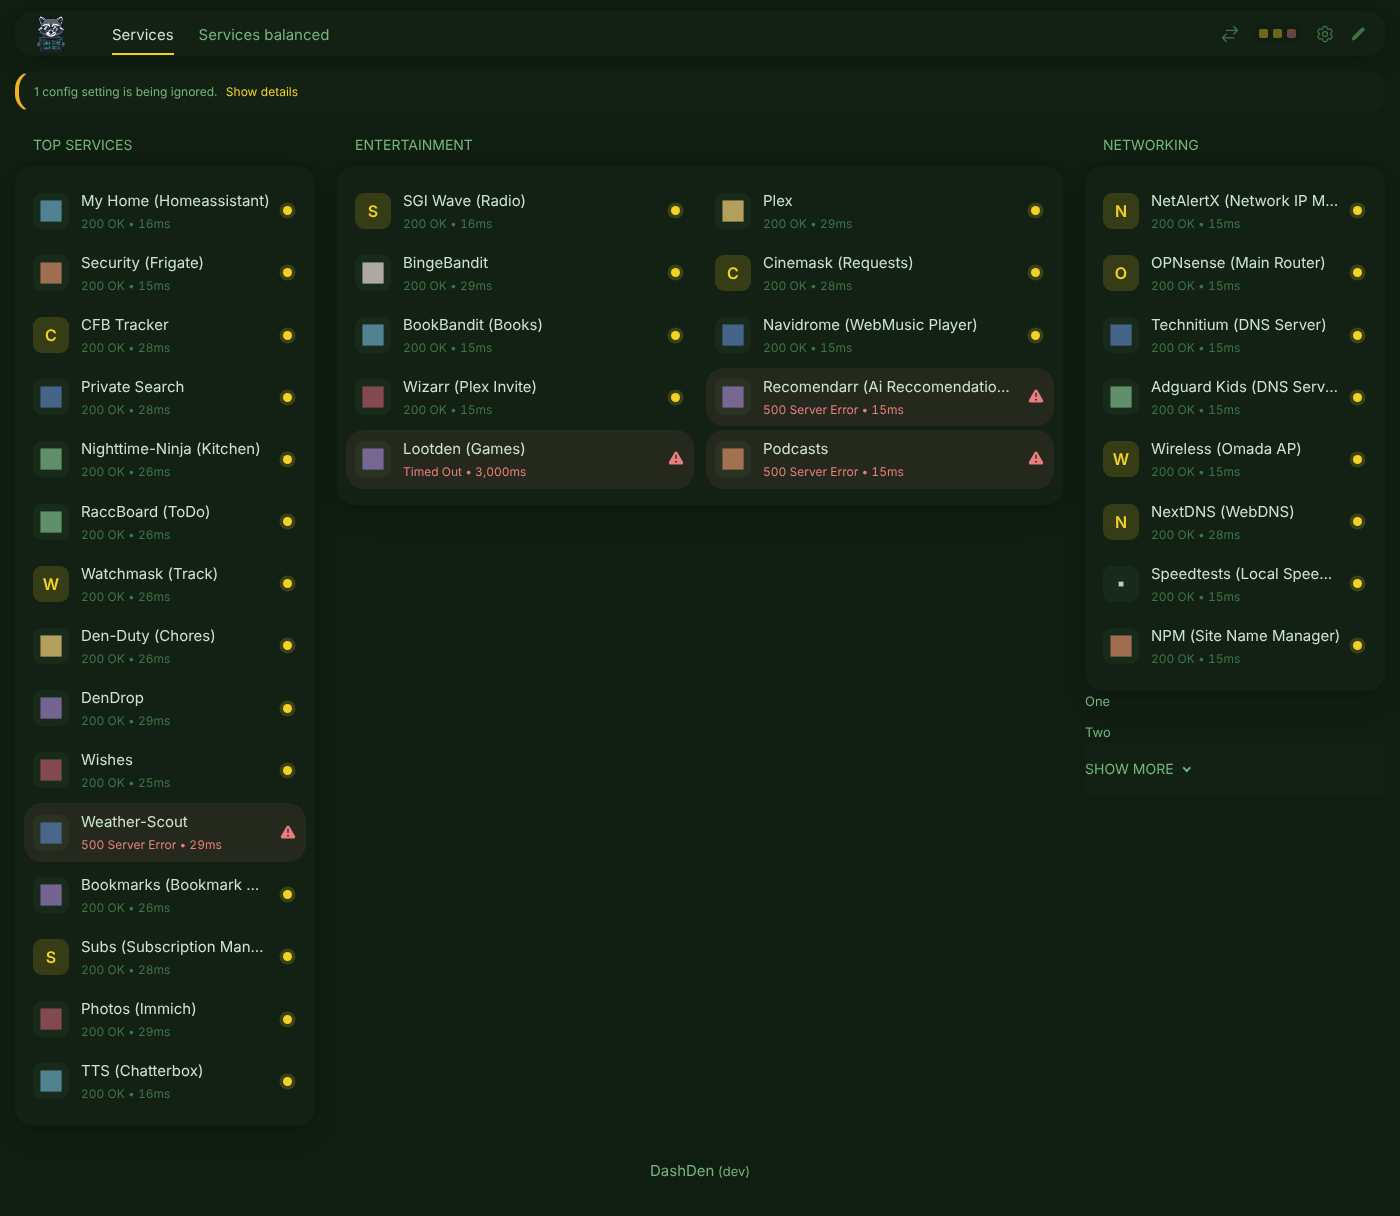 Services
Services balanced
1 config setting is being ignored. Show details
TOP SERVICES
My Home (Homeassistant)
200 OK • 16ms
Security (Frigate)
200 OK • 15ms
C
CFB Tracker
200 OK • 28ms
Private Search
200 OK • 28ms
Nighttime-Ninja (Kitchen)
200 OK • 26ms
RaccBoard (ToDo)
200 OK • 26ms
W
Watchmask (Track)
200 OK • 26ms
Den-Duty (Chores)
200 OK • 26ms
DenDrop
200 OK • 29ms
Wishes
200 OK • 25ms
Weather-Scout
500 Server Error • 29ms
Bookmarks (Bookmark ...
200 OK • 26ms
S
Subs (Subscription Man...
200 OK • 28ms
Photos (Immich)
200 OK • 29ms
TTS (Chatterbox)
200 OK • 16ms
ENTERTAINMENT
S
SGI Wave (Radio)
200 OK • 16ms
Plex
200 OK • 29ms
BingeBandit
200 OK • 29ms
C
Cinemask (Requests)
200 OK • 28ms
BookBandit (Books)
200 OK • 15ms
Navidrome (WebMusic Player)
200 OK • 15ms
Wizarr (Plex Invite)
200 OK • 15ms
Recomendarr (Ai Reccomendatio...
500 Server Error • 15ms
Lootden (Games)
Timed Out • 3,000ms
Podcasts
500 Server Error • 15ms
NETWORKING
N
NetAlertX (Network IP M...
200 OK • 15ms
O
OPNsense (Main Router)
200 OK • 15ms
Technitium (DNS Server)
200 OK • 15ms
Adguard Kids (DNS Serv...
200 OK • 15ms
W
Wireless (Omada AP)
200 OK • 15ms
N
NextDNS (WebDNS)
200 OK • 28ms
Speedtests (Local Spee...
200 OK • 15ms
NPM (Site Name Manager)
200 OK • 15ms
One
Two
SHOW MORE
DashDen (dev)